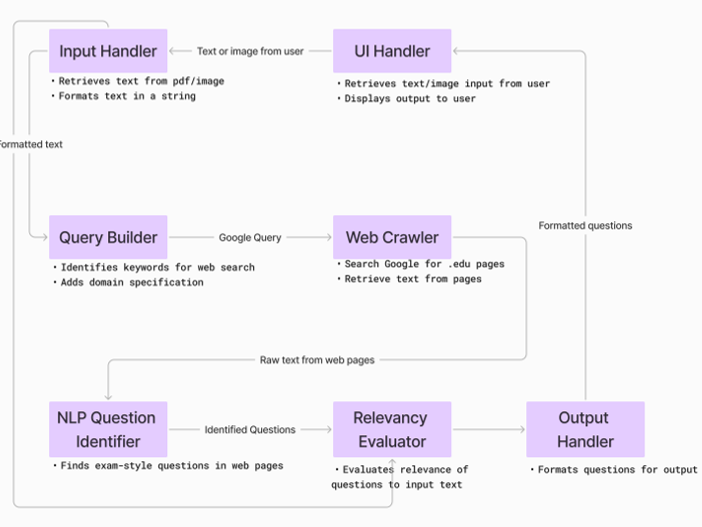 Input Handler
Text or image from user
UI Handler
• Retrieves text from pdf/image
• Formats text in a string
• Retrieves text/image input from user
• Displays output to user
ormatted text
Formatted questions
Query Builder
Google Query
Web Crawler
• Identifies keywords for web search
• Adds domain specification
• Search Google for .edu pages
• Retrieve text from pages
Raw text from web pages
NLP Question
Identifier
Identified Questions
Relevancy
Evaluator
Output
Handler
• Finds exam-style questions in web pages
• Evaluates relevance of
questions to input text
• Formats questions for output